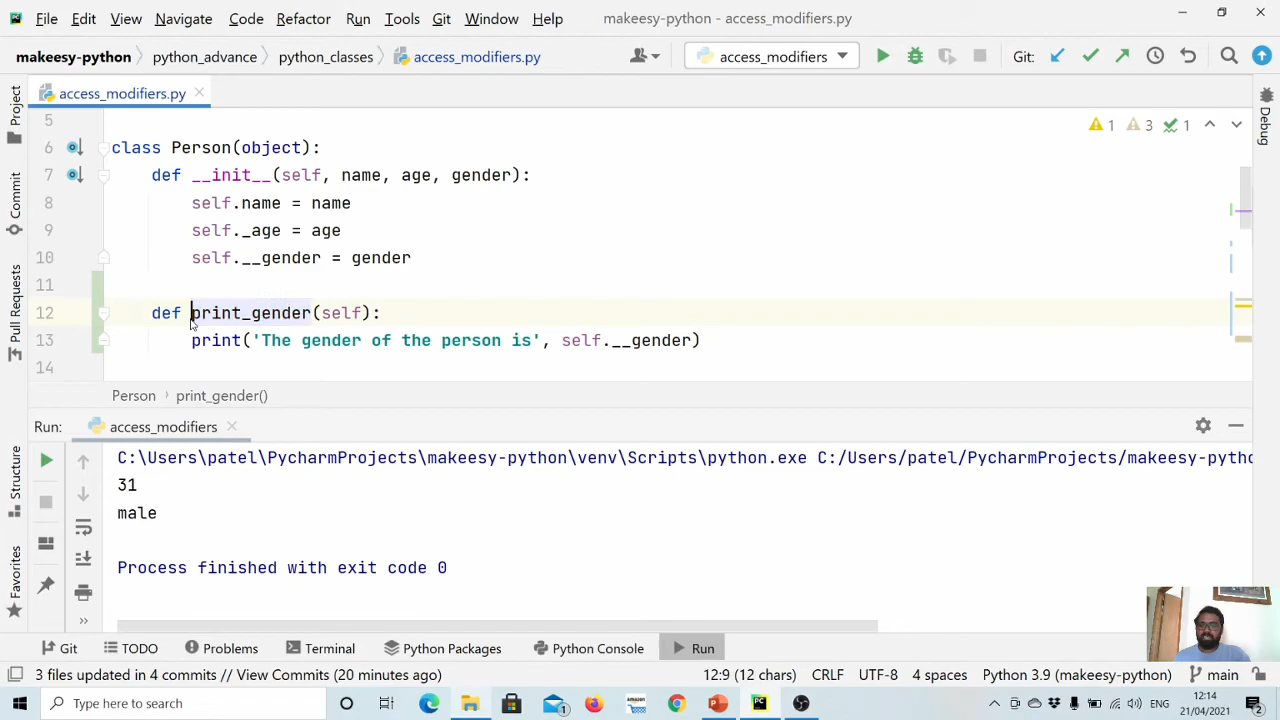 File Edit View Navigate Code Refactor Run Tools Git Window Help makeesy-python - access_modifiers.py
makeesy-python python_advance python_classes access_modifiers.py access_modifiers Git:
access_modifiers.py
Project
Commit
Pull Requests
Structure
Favorites
Debug
1 3 1
5
6 class Person(object):
7 def __init__(self, name, age, gender):
8 self.name = name
9 self._age = age
10 self.__gender = gender
11
12 def print_gender(self):
13 print('The gender of the person is', self.__gender)
14
Person print_gender()
Run: access_modifiers
C:\Users\patel\PycharmProjects\makeesy-python\venv\Scripts\python.exe C:/Users/patel/PycharmProjects/makeesy-pytho
31
male
Process finished with exit code 0
Git TODO Problems Terminal Python Packages Python Console Run
3 files updated in 4 commits // View Commits (20 minutes ago) 12:9 (12 chars) CRLF UTF-8 4 spaces Python 3.9 (makeesy-python) main
Type here to search
ENG
12:14
21/04/2021